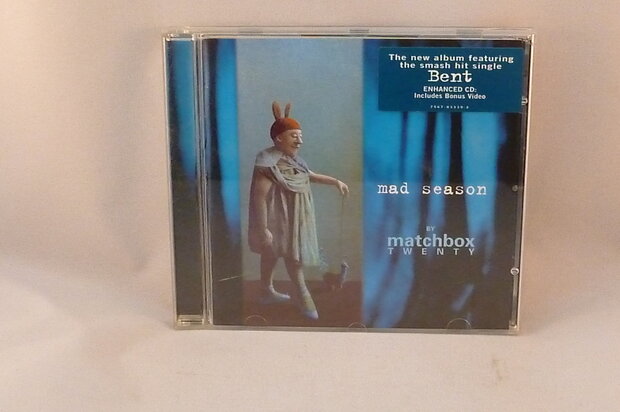 The new album featuring
the smash hit single
Bent
ENHANCED CD:
Includes Bonus Video
mad season
BY
matchbox
TWENTY